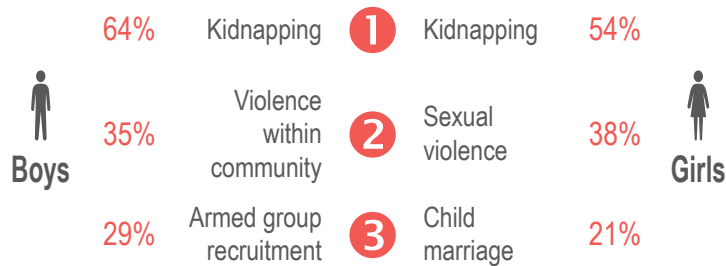 64% Kidnapping 1 Kidnapping 54%
Boys
35% Violence
within
community 2 Sexual
violence 38%
Girls
29% Armed group
recruitment 3 Child
marriage 21%